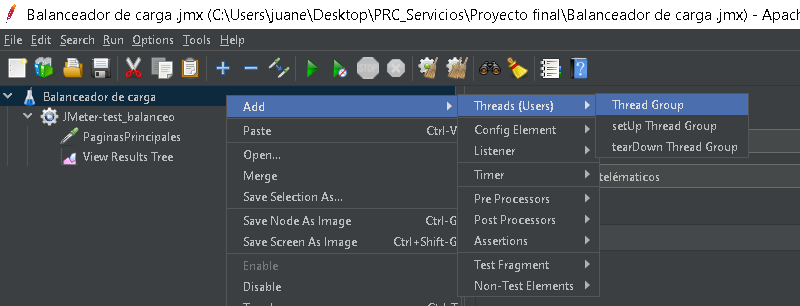 Balanceador de carga .jmx (C:\Users\juane\Desktop\PRC_Servicios\Proyecto final\Balanceador de carga .jmx) - Apach
File Edit Search Run Options Tools Help
Balanceador de carga
JMeter-test_balanceo
PaginasPrincipales
View Results Tree
Add
Paste Ctrl-V
Open...
Merge
Save Selection As...
Save Node As Image Ctrl-G
Save Screen As Image Ctrl+Shift-G
Enable
Disable
Threads (Users)
Config Element
Listener
Timer
Pre Processors
Post Processors
Assertions
Test Fragment
Non-Test Elements
Thread Group
setUp Thread Group
tearDown Thread Group
telématicos